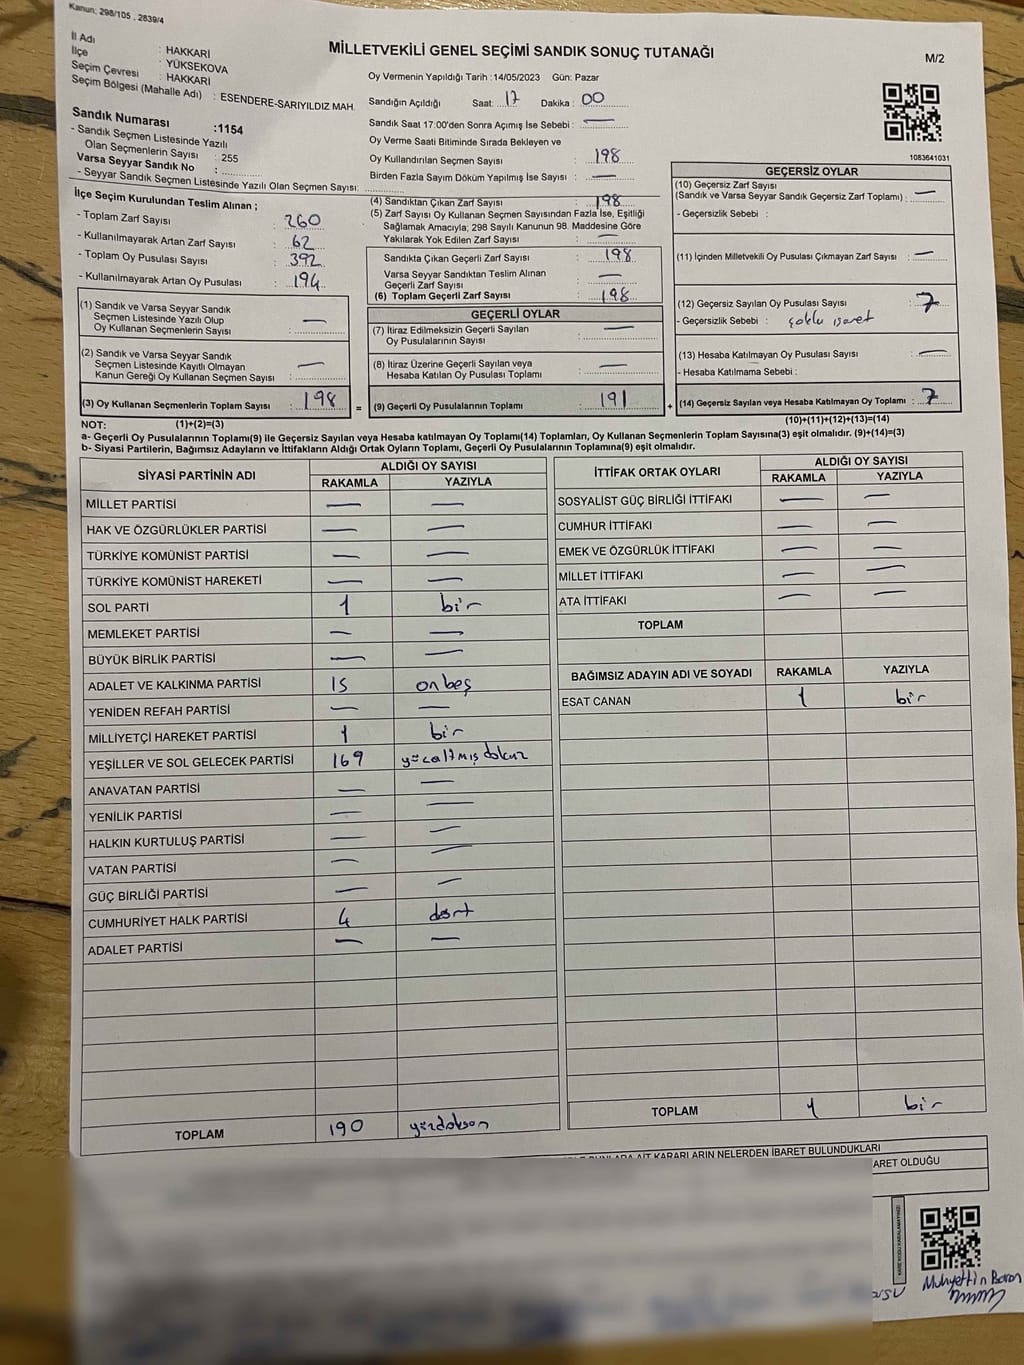 Kanun: 298/105 , 2839/4
MİLLETVEKİLİ GENEL SEÇİMİ SANDIK SONUÇ TUTANAĞI
M/2
İl Adı : HAKKARİ
İlçe : YÜKSEKOVA
Seçim Çevresi : HAKKARİ
Seçim Bölgesi (Mahalle Adı) : ESENDERE-SARIYILDIZ MAH.
Sandık Numarası :1154
- Sandık Seçmen Listesinde Yazılı
Olan Seçmenlerin Sayısı : 255
Varsa Seyyar Sandık No :
- Seyyar Sandık Seçmen Listesinde Yazılı Olan Seçmen Sayısı:
Oy Vermenin Yapıldığı Tarih :14/05/2023 Gün: Pazar
Sandığın Açıldığı Saat: 17 Dakika : 00
Sandık Saat 17:00'den Sonra Açımış İse Sebebi : —
Oy Verme Saati Bitiminde Sırada Bekleyen ve
Oy Kullandırılan Seçmen Sayısı : 198
Birden Fazla Sayım Döküm Yapılmış İse Sayısı : —
1083641031
İlçe Seçim Kurulundan Teslim Alınan ;
- Toplam Zarf Sayısı : 260
- Kullanılmayarak Artan Zarf Sayısı : 62
- Toplam Oy Pusulası Sayısı : 392
- Kullanılmayarak Artan Oy Pusulası : 194
(4) Sandıktan Çıkan Zarf Sayısı : 198
(5) Zarf Sayısı Oy Kullanan Seçmen Sayısından Fazla İse, Eşitliği
Sağlamak Amacıyla; 298 Sayılı Kanunun 98. Maddesine Göre
Yakılarak Yok Edilen Zarf Sayısı : —
Sandıkta Çıkan Geçerli Zarf Sayısı : 198
Varsa Seyyar Sandıktan Teslim Alınan
Geçerli Zarf Sayısı : —
(6) Toplam Geçerli Zarf Sayısı : 198
GEÇERSİZ OYLAR
(10) Geçersiz Zarf Sayısı
(Sandık ve Varsa Seyyar Sandık Geçersiz Zarf Toplamı) : —
- Geçersizlik Sebebi :
(11) İçinden Milletvekili Oy Pusulası Çıkmayan Zarf Sayısı : —
(12) Geçersiz Sayılan Oy Pusulası Sayısı : 7
- Geçersizlik Sebebi : çoklu işaret
(13) Hesaba Katılmayan Oy Pusulası Sayısı : —
- Hesaba Katılmama Sebebi :
(14) Geçersiz Sayılan veya Hesaba Katılmayan Oy Toplamı : 7
(10)+(11)+(12)+(13)=(14)
(1) Sandık ve Varsa Seyyar Sandık
Seçmen Listesinde Yazılı Olup
Oy Kullanan Seçmenlerin Sayısı : —
(2) Sandık ve Varsa Seyyar Sandık
Seçmen Listesinde Kayıtlı Olmayan
Kanun Gereği Oy Kullanan Seçmen Sayısı : —
(3) Oy Kullanan Seçmenlerin Toplam Sayısı : 198 =
GEÇERLİ OYLAR
(7) İtiraz Edilmeksizin Geçerli Sayılan
Oy Pusulalarının Sayısı : —
(8) İtiraz Üzerine Geçerli Sayılan veya
Hesaba Katılan Oy Pusulası Toplamı : —
(9) Geçerli Oy Pusulalarının Toplamı : 191 +
NOT: (1)+(2)=(3)
a- Geçerli Oy Pusulalarının Toplamı(9) ile Geçersiz Sayılan veya Hesaba katılmayan Oy Toplamı(14) Toplamları, Oy Kullanan Seçmenlerin Toplam Sayısına(3) eşit olmalıdır. (9)+(14)=(3)
b- Siyasi Partilerin, Bağımsız Adayların ve İttifakların Aldığı Ortak Oyların Toplamı, Geçerli Oy Pusulalarının Toplamına(9) eşit olmalıdır.
SİYASİ PARTİNİN ADI ALDIĞI OY SAYISI
RAKAMLA YAZIYLA
MİLLET PARTİSİ — —
HAK VE ÖZGÜRLÜKLER PARTİSİ — —
TÜRKİYE KOMÜNİST PARTİSİ — —
TÜRKİYE KOMÜNİST HAREKETİ — —
SOL PARTİ 1 bir
MEMLEKET PARTİSİ — —
BÜYÜK BİRLİK PARTİSİ — —
ADALET VE KALKINMA PARTİSİ 15 onbeş
YENİDEN REFAH PARTİSİ — —
MİLLİYETÇİ HAREKET PARTİSİ 1 bir
YEŞİLLER VE SOL GELECEK PARTİSİ 169 yüzaltmışdokuz
ANAVATAN PARTİSİ — —
YENİLİK PARTİSİ — —
HALKIN KURTULUŞ PARTİSİ — —
VATAN PARTİSİ — —
GÜÇ BİRLİĞİ PARTİSİ — —
CUMHURİYET HALK PARTİSİ 4 dört
ADALET PARTİSİ — —
TOPLAM 190 yüzdoksan
İTTİFAK ORTAK OYLARI ALDIĞI OY SAYISI
RAKAMLA YAZIYLA
SOSYALİST GÜÇ BİRLİĞİ İTTİFAKI — —
CUMHUR İTTİFAKI — —
EMEK VE ÖZGÜRLÜK İTTİFAKI — —
MİLLET İTTİFAKI — —
ATA İTTİFAKI — —
TOPLAM
BAĞIMSIZ ADAYIN ADI VE SOYADI RAKAMLA YAZIYLA
ESAT CANAN 1 bir
TOPLAM 1 bir
BUNLARA AİT KARARLARIN NELERDEN İBARET BULUNDUKLARI
ARET OLDUĞU
Muhyettin Baran